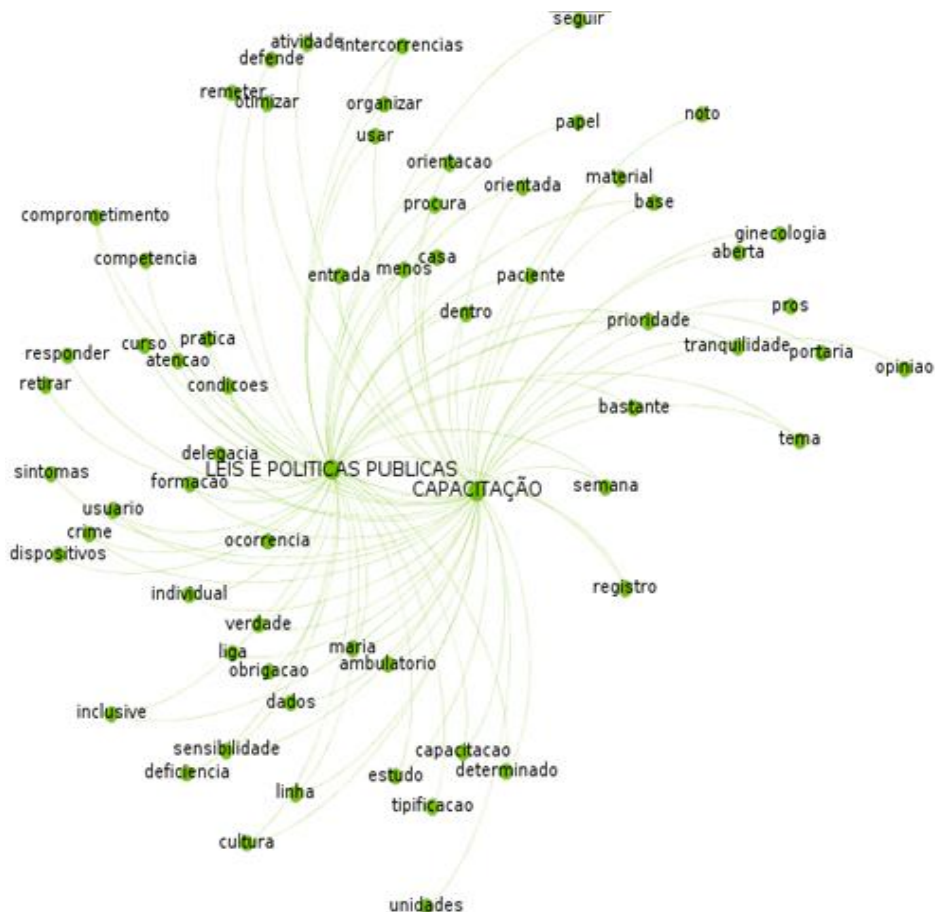 seguir
atividade
intercorrencias
defende
remeter
otimizar
organizar
noto
papel
usar
orientacao
material
orientada
base
procura
comprometimento
ginecologia
aberta
competencia
casa
menos
entrada
paciente
pros
dentro
prioridade
pratica
curso
tranquilidade
portaria
responder
atencao
opiniao
retirar
condicoes
bastante
tema
delegacia
LEIS E POLITICAS PUBLICAS
sintomas
formacao
CAPACITAÇÃO
semana
usuario
crime
ocorrencia
dispositivos
registro
individual
verdade
maria
liga
ambulatorio
obrigacao
dados
inclusive
sensibilidade
capacitacao
deficiencia
estudo
determinado
linha
tipificacao
cultura
unidades